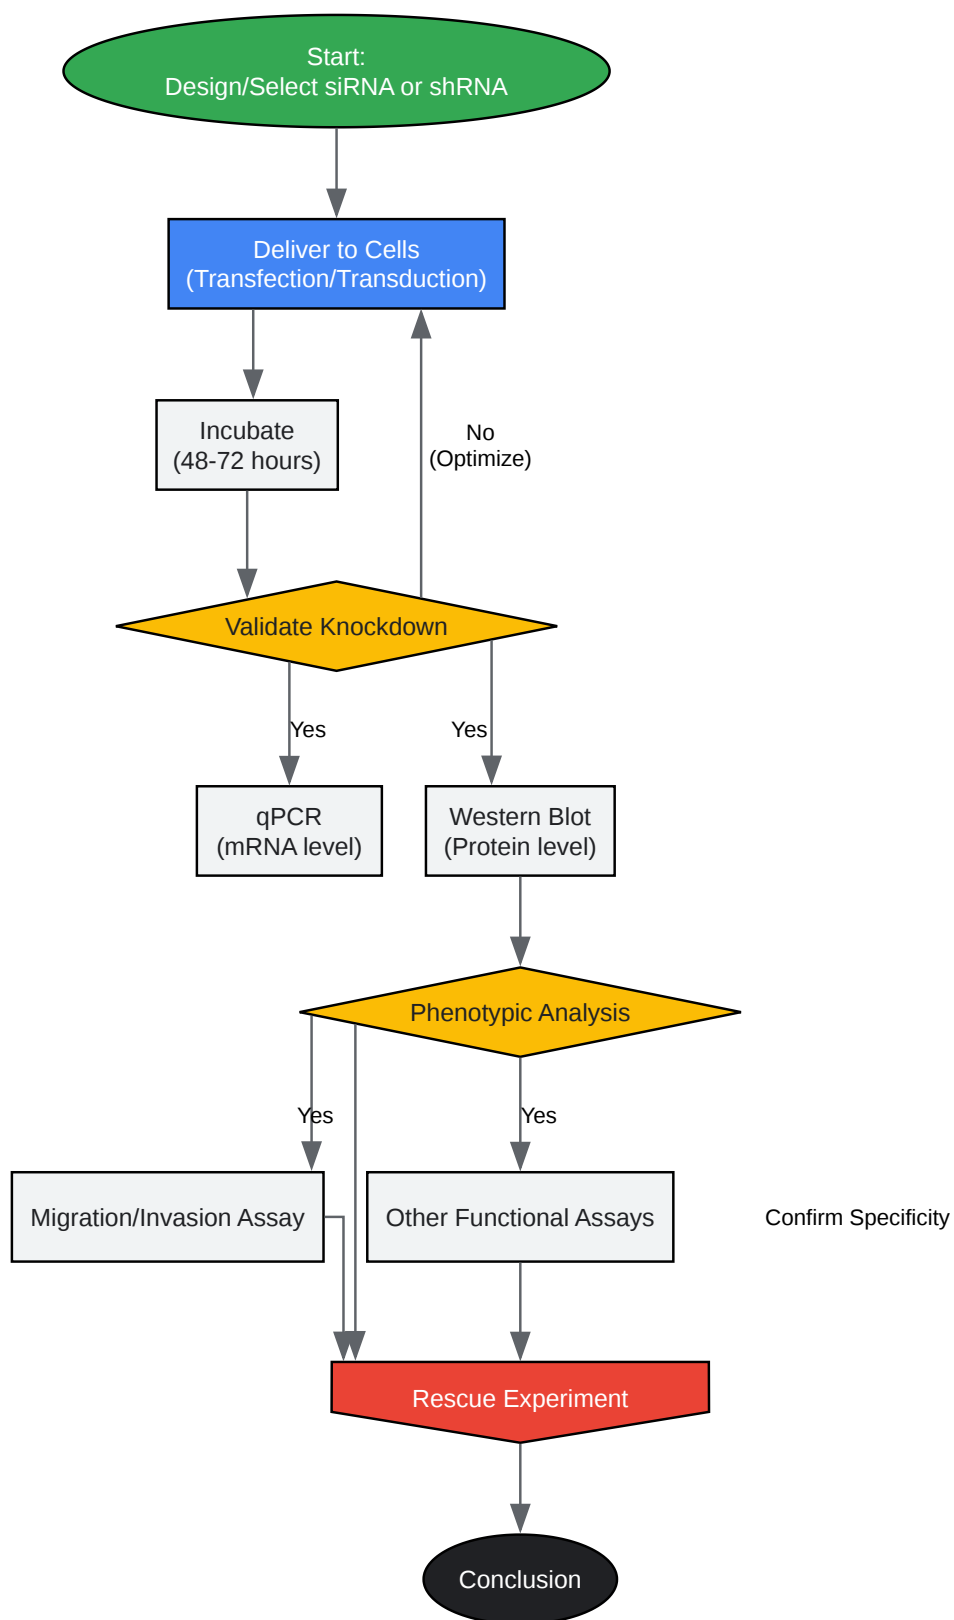 Start:
Design/Select siRNA or shRNA
Deliver to Cells
(Transfection/Transduction)
Incubate
(48-72 hours)
No
(Optimize)
Validate Knockdown
Yes
Yes
qPCR
(mRNA level)
Western Blot
(Protein level)
Phenotypic Analysis
Yes
Yes
Migration/Invasion Assay
Other Functional Assays
Confirm Specificity
Rescue Experiment
Conclusion